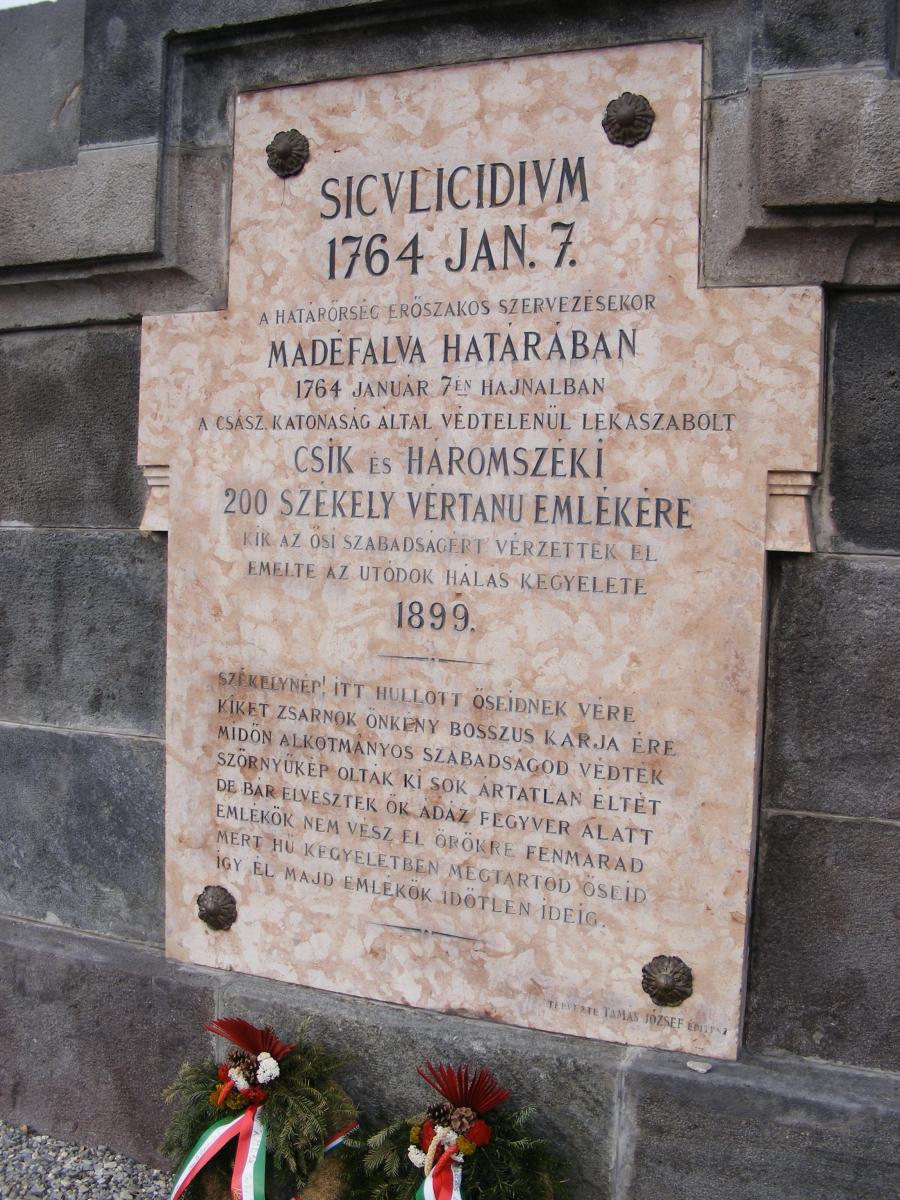 SICVLICIDIVM
1764 JAN. 7.
A HATÁRŐRSÉG ERŐSZAKOS SZERVEZÉSEKOR
MADÉFALVA HATÁRÁBAN
1764 JANUÁR 7ÉN HAJNALBAN
A CSÁSZ. KATONASÁG ÁLTAL VÉDTELENÜL LEKASZABOLT
CSÍK ÉS HÁROMSZÉKI
200 SZÉKELY VÉRTANU EMLÉKÉRE
KIK AZ ŐSI SZABADSÁGÉRT VÉRZETTEK EL
EMELTE AZ UTÓDOK HÁLÁS KEGYELETE
1899.
SZÉKELYNÉP! ITT HULLOTT ŐSEIDNEK VÉRE
KIKET ZSARNOK ÖNKÉNY BOSSZUS KARJA ÉRE
MIDŐN ALKOTMÁNYOS SZABADSÁGOD VÉDTÉK
SZÖRNYŰKÉP OLTÁK KI SOK ÁRTATLAN ÉLTÉT
DE BÁR ELVESZTEK ŐK ÁDÁZ FEGYVER ALATT
EMLÉKÖK NEM VÉSZ EL ÖRÖKRE FENMARAD
MERT HŰ KEGYELETBEN MEGTARTOD ŐSEID
ÍGY ÉL MAJD EMLÉKÖK IDŐTLEN IDEIG.
TERVEZTE TAMÁS JÓZSEF ÉPITÉSZ